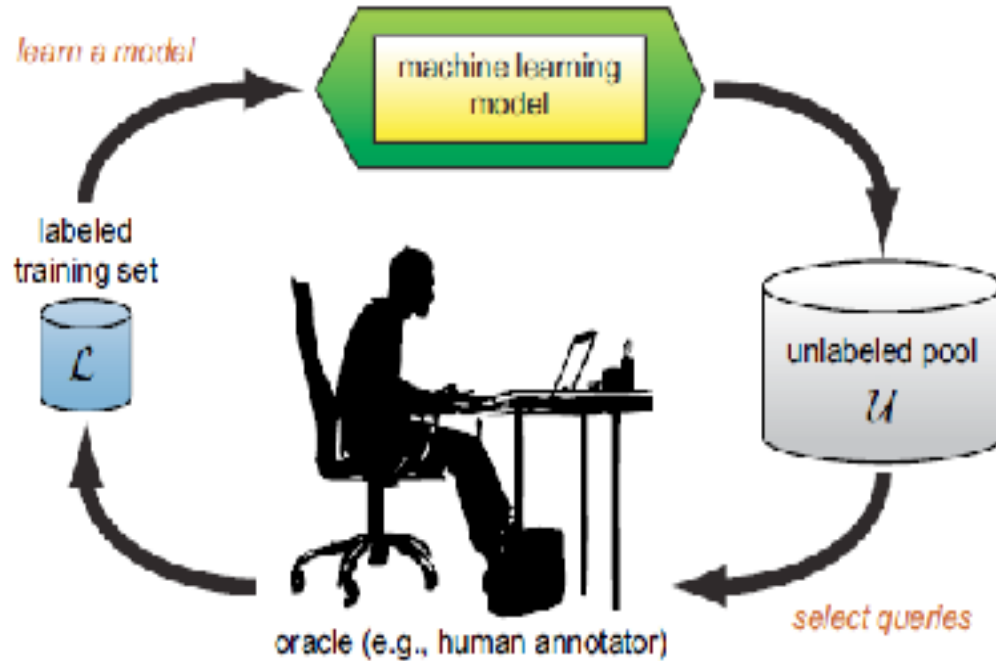 learn a model
machine learning
model
labeled
training set
ℒ
unlabeled pool
𝒰
select queries
oracle (e.g., human annotator)